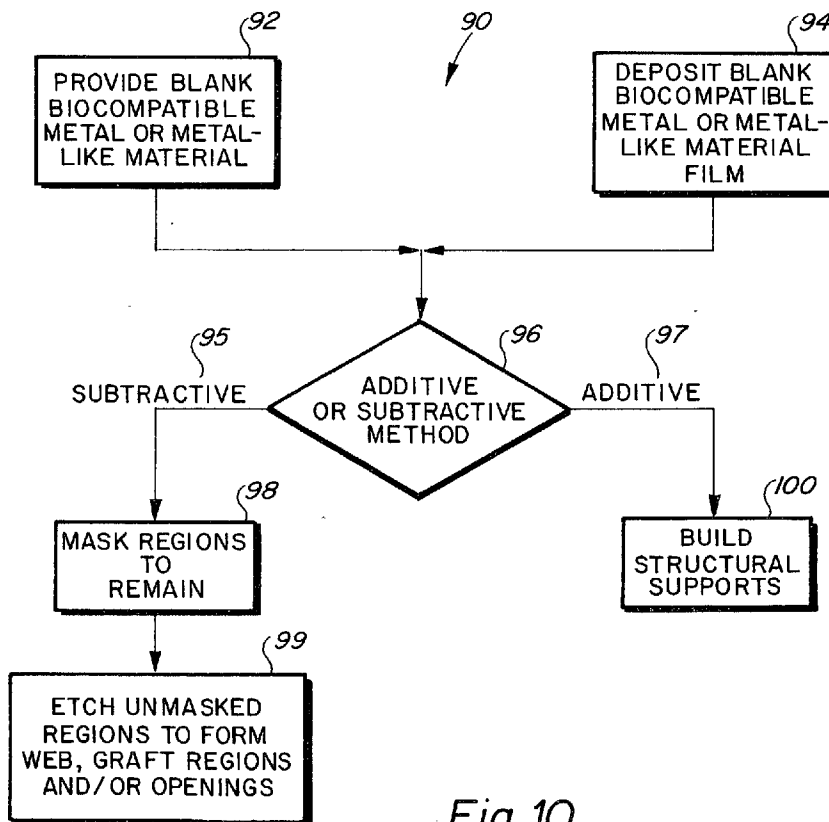 92
90
94
PROVIDE BLANK
BIOCOMPATIBLE
METAL OR METAL-
LIKE MATERIAL
DEPOSIT BLANK
BIOCOMPATIBLE
METAL OR METAL-
LIKE MATERIAL
FILM
95
96
97
SUBTRACTIVE
ADDITIVE
OR SUBTRACTIVE
METHOD
ADDITIVE
98
100
MASK REGIONS
TO
REMAIN
BUILD
STRUCTURAL
SUPPORTS
99
ETCH UNMASKED
REGIONS TO FORM
WEB, GRAFT REGIONS
AND/OR OPENINGS
Fig. 10